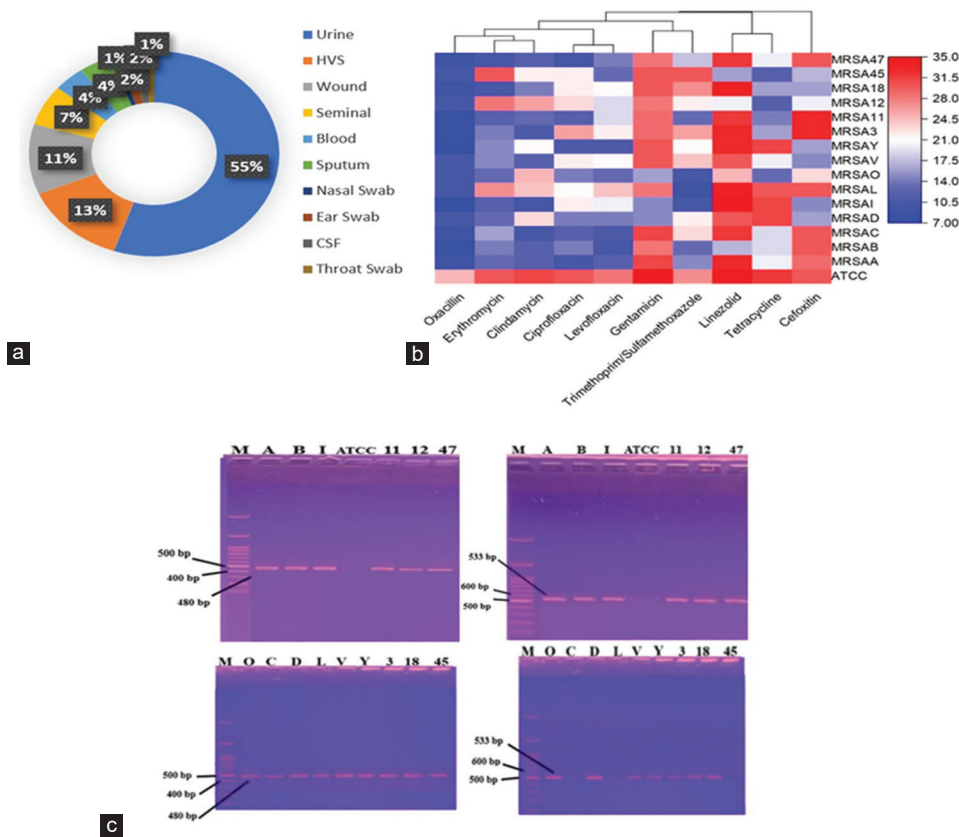 1%
1%
2%
2%
4%
4%
7%
11%
13%
55%
Urine
HVS
Wound
Seminal
Blood
Sputum
Nasal Swab
Ear Swab
CSF
Throat Swab
a
MRSA47
MRSA45
MRSA18
MRSA12
MRSA11
MRSA3
MRSAY
MRSAV
MRSAO
MRSAL
MRSAI
MRSAD
MRSAC
MRSAB
MRSAA
ATCC
35.0
31.5
28.0
24.5
21.0
17.5
14.0
10.5
7.00
Oxacillin
Erythromycin
Clindamycin
Ciprofloxacin
Levofloxacin
Gentamicin
Trimethoprim/Sulfamethoxazole
Linezolid
Tetracycline
Cefoxitin
b
M A B I ATCC 11 12 47
500 bp
400 bp
480 bp
M A B I ATCC 11 12 47
533 bp
600 bp
500 bp
M O C D L V Y 3 18 45
500 bp
400 bp
480 bp
M O C D L V Y 3 18 45
533 bp
600 bp
500 bp
c